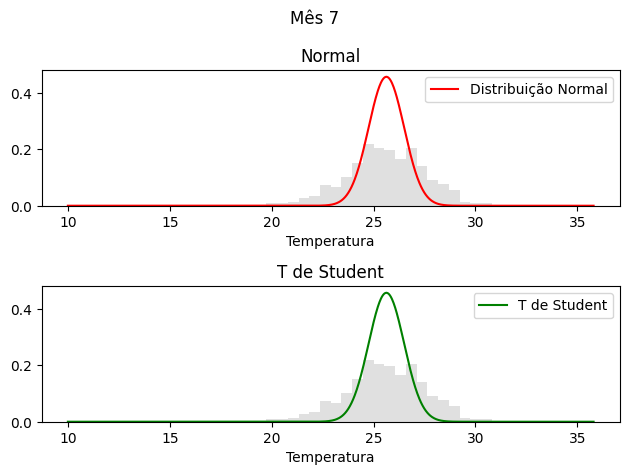 Mês 7
Normal
0.4
0.2
0.0
Distribuição Normal
10 15 20 25 30 35
Temperatura
T de Student
0.4
0.2
0.0
T de Student
10 15 20 25 30 35
Temperatura